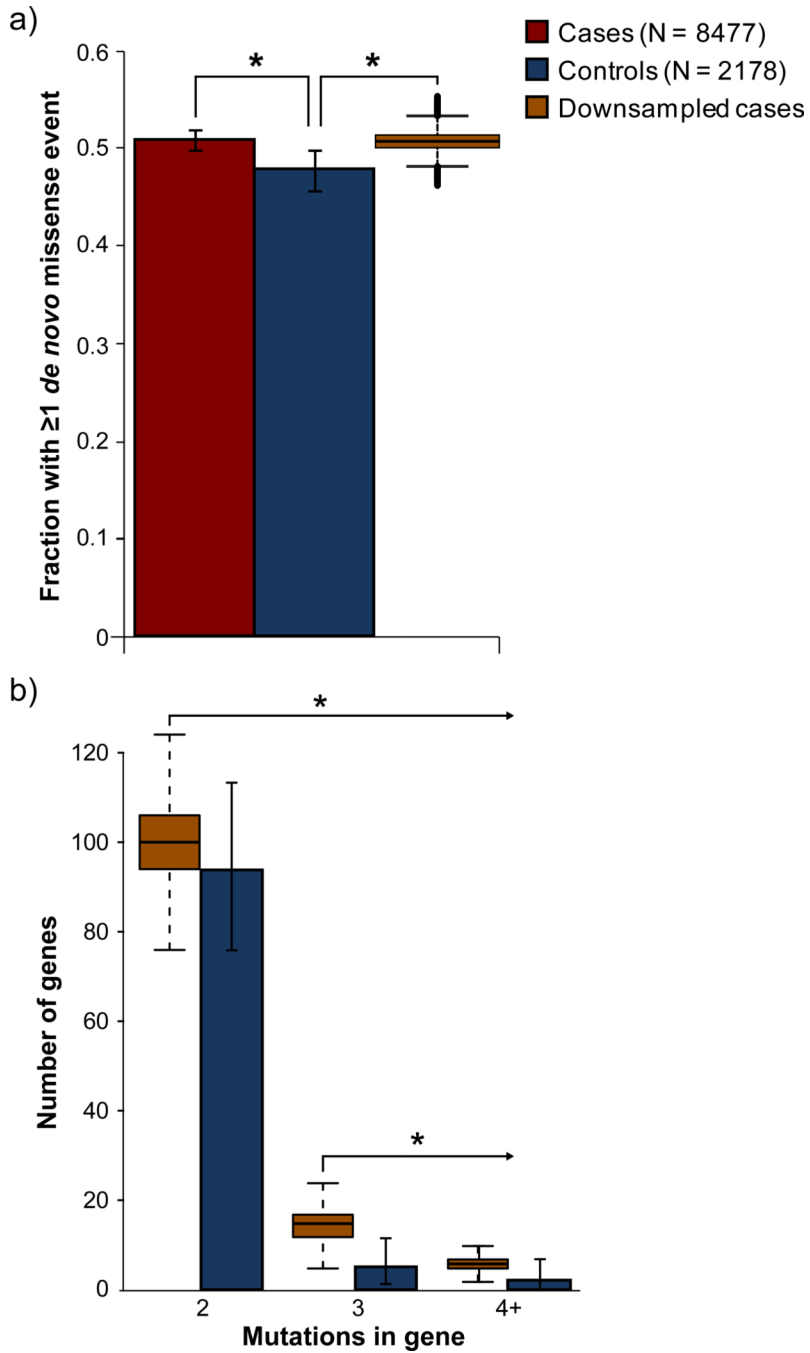 a)
Cases (N = 8477)
Controls (N = 2178)
Downsampled cases
Fraction with ≥1 de novo missense event
0.6
0.5
0.4
0.3
0.2
0.1
0
*
*
b)
*
Number of genes
120
100
80
60
40
20
0
*
2
3
4+
Mutations in gene